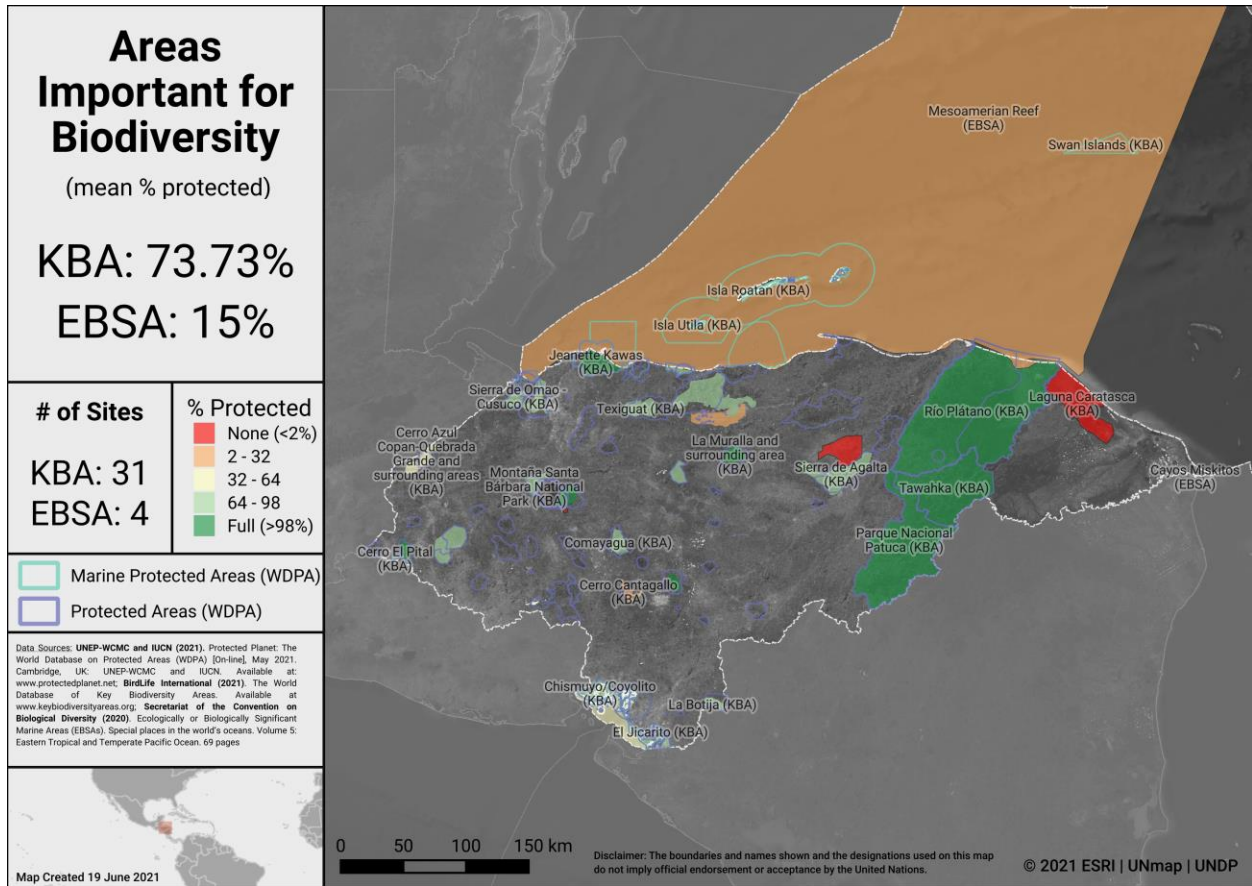 Areas
Important for
Biodiversity
(mean % protected)
KBA: 73.73%
EBSA: 15%
# of Sites
KBA: 31
EBSA: 4
% Protected
None (<2%)
2 - 32
32 - 64
64 - 98
Full (>98%)
Marine Protected Areas (WDPA)
Protected Areas (WDPA)
Data Sources: UNEP-WCMC and IUCN (2021). Protected Planet: The
World Database on Protected Areas (WDPA) [On-line], May 2021.
Cambridge, UK: UNEP-WCMC and IUCN. Available at:
www.protectedplanet.net; BirdLife International (2021). The World
Database of Key Biodiversity Areas. Available at
www.keybiodiversityareas.org; Secretariat of the Convention on
Biological Diversity (2020). Ecologically or Biologically Significant
Marine Areas (EBSAs). Special places in the world's oceans. Volume 5:
Eastern Tropical and Temperate Pacific Ocean. 69 pages
Map Created 19 June 2021
Mesoamerian Reef
(EBSA)
Swan Islands (KBA)
Isla Roatán (KBA)
Isla Utila (KBA)
Jeanette Kawas
(KBA)
Sierra de Omao -
Cusuco (KBA)
Texiguat (KBA)
Río Plátano (KBA)
Laguna Caratasca
(KBA)
Cerro Azul
Copan-Quebrada
Grande and
surrounding areas
(KBA)
La Muralla and
surrounding area
(KBA)
Montaña Santa
Bárbara National
Park (KBA)
Sierra de Agalta
(KBA)
Cayos Miskitos
(EBSA)
Tawahka (KBA)
Parque Nacional
Patuca (KBA)
Comayagua (KBA)
Cerro El Pital
(KBA)
Cerro Cantagallo
(KBA)
Chismuyo/Coyolito
(KBA)
La Botija (KBA)
El Jicarito (KBA)
0 50 100 150 km
Disclaimer: The boundaries and names shown and the designations used on this map
do not imply official endorsement or acceptance by the United Nations.
© 2021 ESRI | UNmap | UNDP